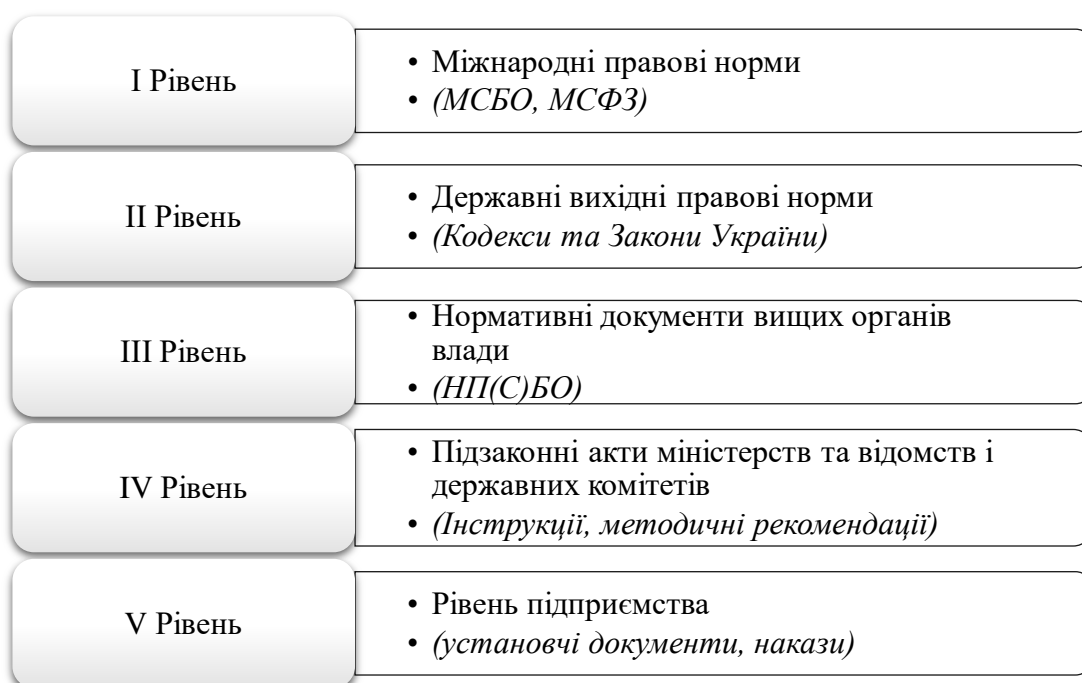 I Рівень
• Міжнародні правові норми
• (МСБО, МСФЗ)
II Рівень
• Державні вихідні правові норми
• (Кодекси та Закони України)
III Рівень
• Нормативні документи вищих органів
влади
• (НП(С)БО)
IV Рівень
• Підзаконні акти міністерств та відомств і
державних комітетів
• (Інструкції, методичні рекомендації)
V Рівень
• Рівень підприємства
• (установчі документи, накази)